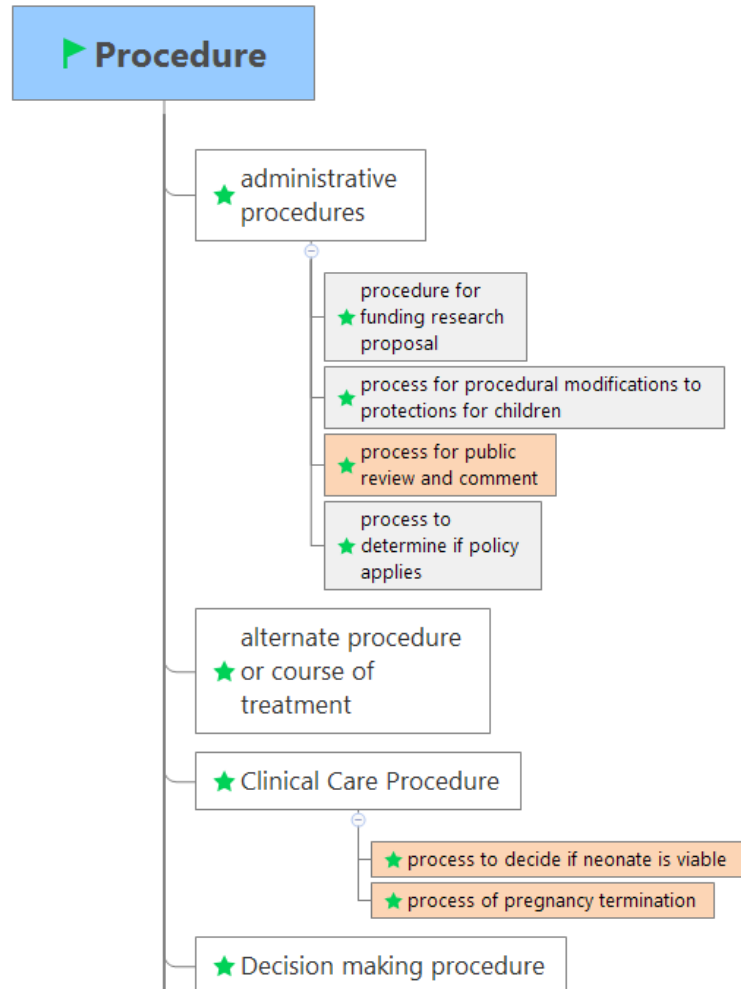 Procedure
administrative
procedures
procedure for
funding research
proposal
process for procedural modifications to
protections for children
process for public
review and comment
process to
determine if policy
applies
alternate procedure
or course of
treatment
Clinical Care Procedure
process to decide if neonate is viable
process of pregnancy termination
Decision making procedure